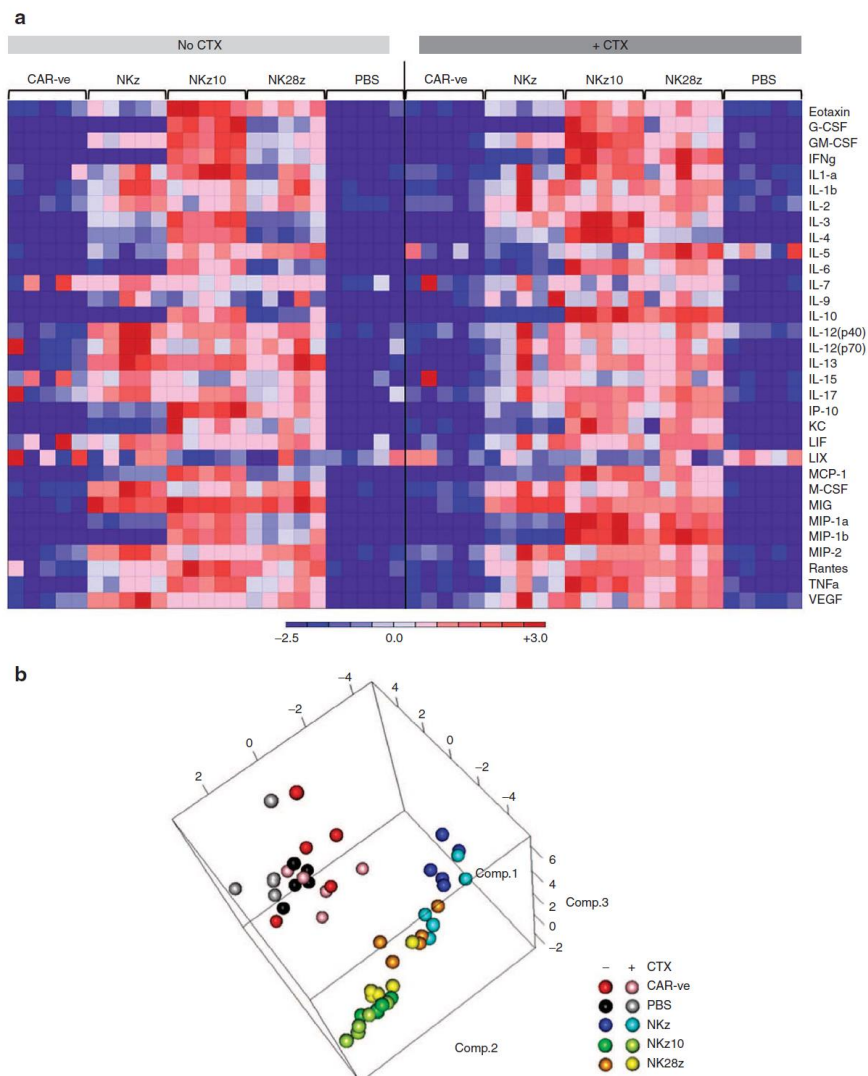 a
No CTX + CTX
CAR-ve NKz NKz10 NK28z PBS CAR-ve NKz NKz10 NK28z PBS
Eotaxin
G-CSF
GM-CSF
IFNg
IL1-a
IL-1b
IL-2
IL-3
IL-4
IL-5
IL-6
IL-7
IL-9
IL-10
IL-12(p40)
IL-12(p70)
IL-13
IL-15
IL-17
IP-10
KC
LIF
LIX
MCP-1
M-CSF
MIG
MIP-1a
MIP-1b
MIP-2
Rantes
TNFa
VEGF
−2.5 0.0 +3.0
b
−4 −2 0 2
4 2 0 −2 −4
6 4 2 0 −2
Comp.1
Comp.3
Comp.2
− + CTX
CAR-ve
PBS
NKz
NKz10
NK28z